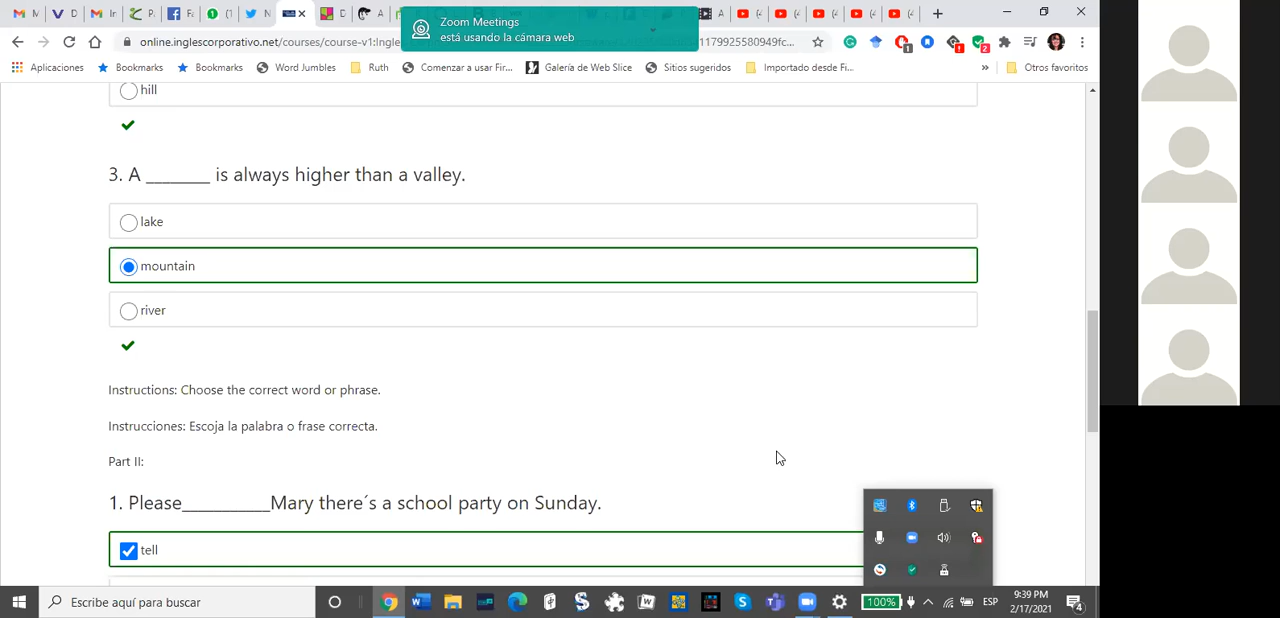 Zoom Meetings
está usando la cámara web
online.inglescorporativo.net/courses/course-v1:Ingle
1179925580949fc...
Aplicaciones
Bookmarks
Bookmarks
Word Jumbles
Ruth
Comenzar a usar Fir...
Galería de Web Slice
Sitios sugeridos
Importado desde Fi...
»
Otros favoritos
hill
3. A ________ is always higher than a valley.
lake
mountain
river
Instructions: Choose the correct word or phrase.
Instrucciones: Escoja la palabra o frase correcta.
Part II:
1. Please__________Mary there´s a school party on Sunday.
tell
Escribe aquí para buscar
100%
ESP
9:39 PM
2/17/2021
4